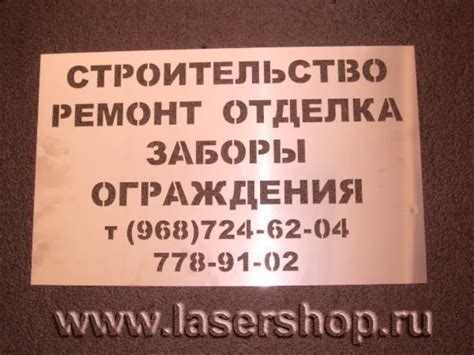 СТРОИТЕЛЬСТВО
РЕМОНТ ОТДЕЛКА
ЗАБОРЫ
ОГРАЖДЕНИЯ
т (968)724-62-04
778-91-02
www.lasershop.ru